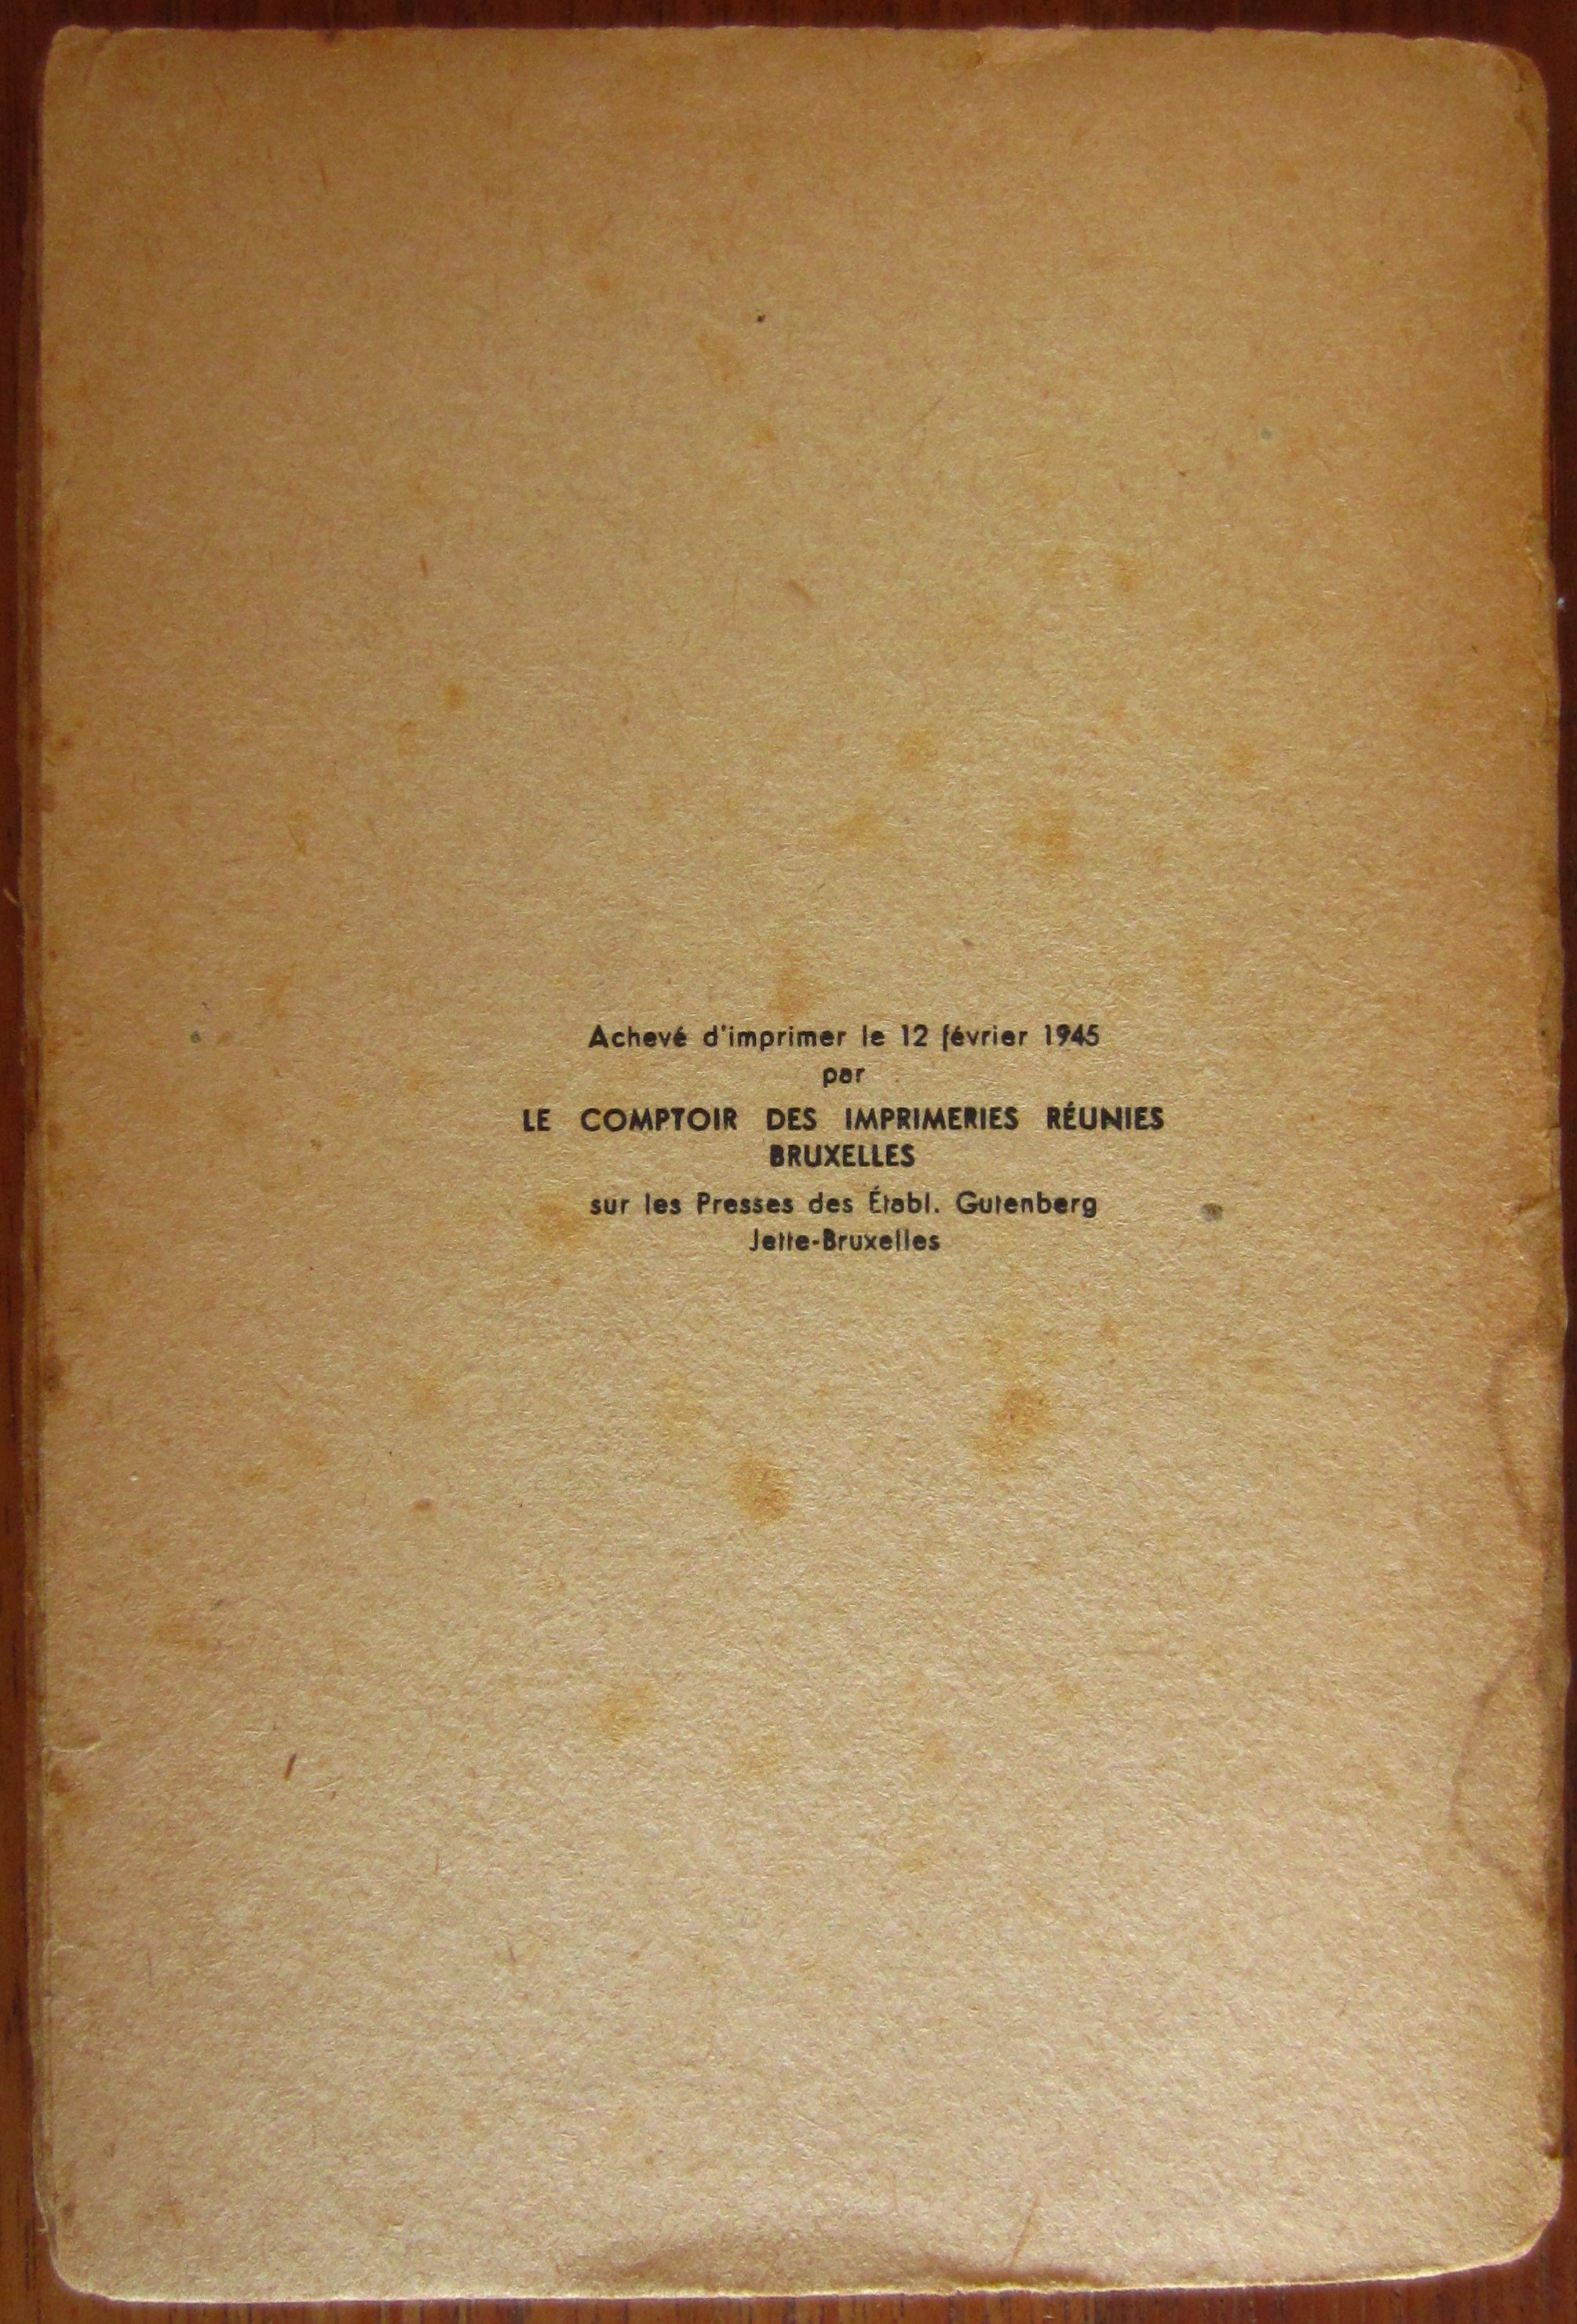 Achevé d'imprimer le 12 février 1945
par
LE COMPTOIR DES IMPRIMERIES RÉUNIES
BRUXELLES
sur les Presses des Établ. Gutenberg
Jette-Bruxelles